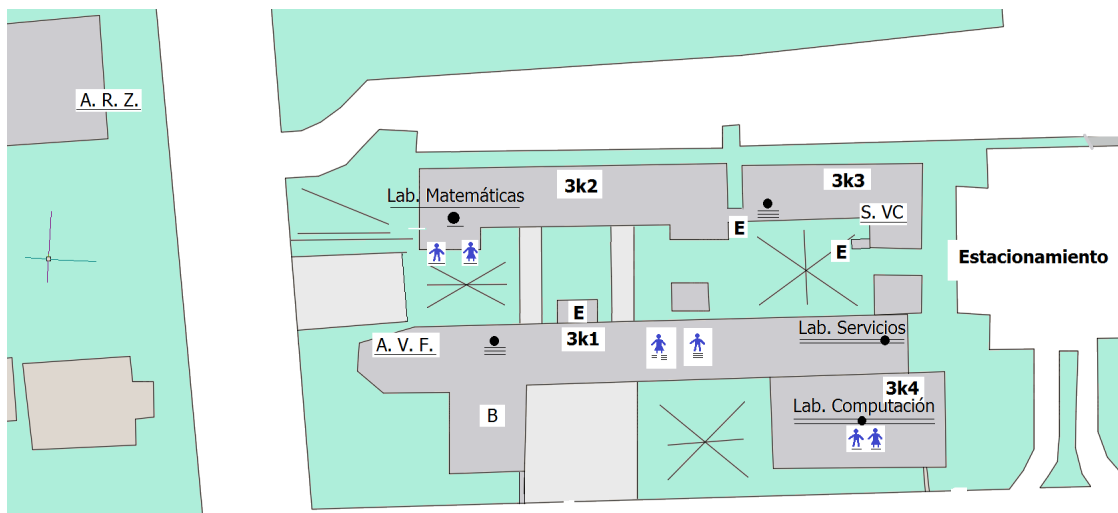 A. R. Z.
3k2
3k3
Lab. Matemáticas
S. VC
E
E
Estacionamiento
E
3k1
A. V. F.
Lab. Servicios
3k4
B
Lab. Computación